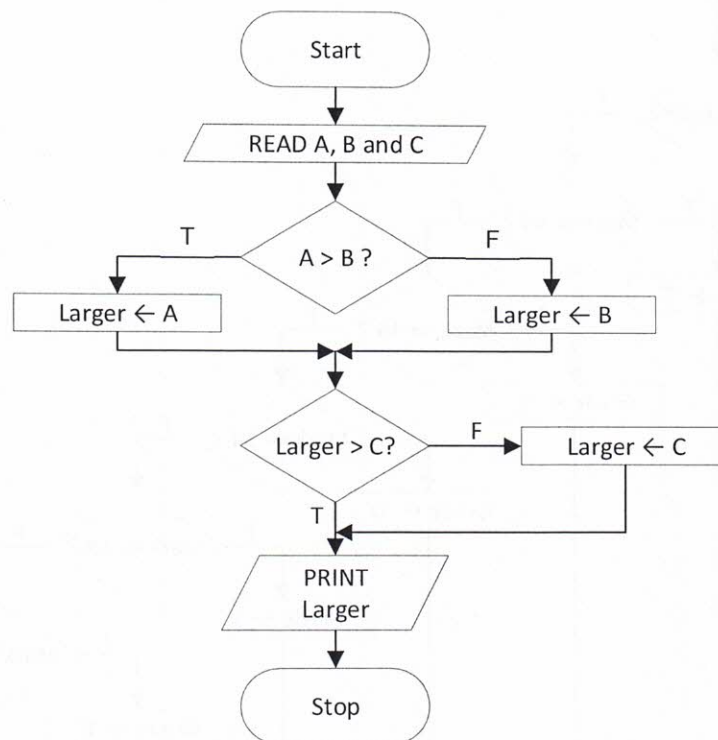 Start
READ A, B and C
A > B ?
T
F
Larger ← A
Larger ← B
Larger > C?
F
Larger ← C
T
PRINT
Larger
Stop